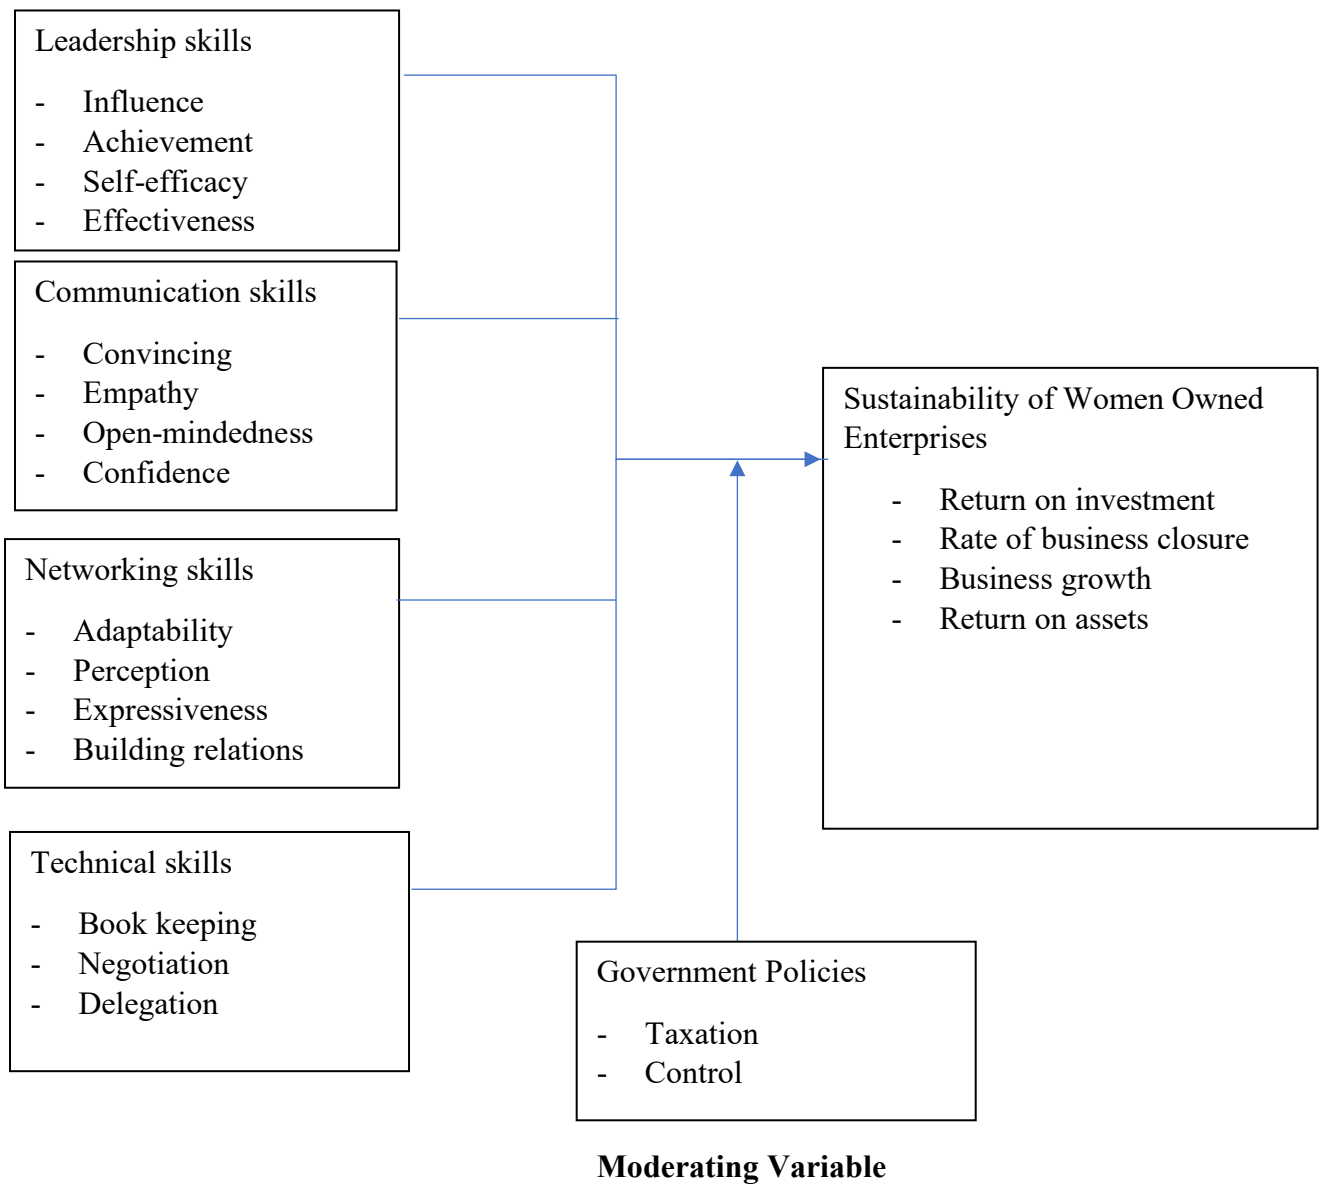 Leadership skills
- Influence
- Achievement
- Self-efficacy
- Effectiveness
Communication skills
- Convincing
- Empathy
- Open-mindedness
- Confidence
Networking skills
- Adaptability
- Perception
- Expressiveness
- Building relations
Technical skills
- Book keeping
- Negotiation
- Delegation
Sustainability of Women Owned
Enterprises
- Return on investment
- Rate of business closure
- Business growth
- Return on assets
Government Policies
- Taxation
- Control
Moderating Variable